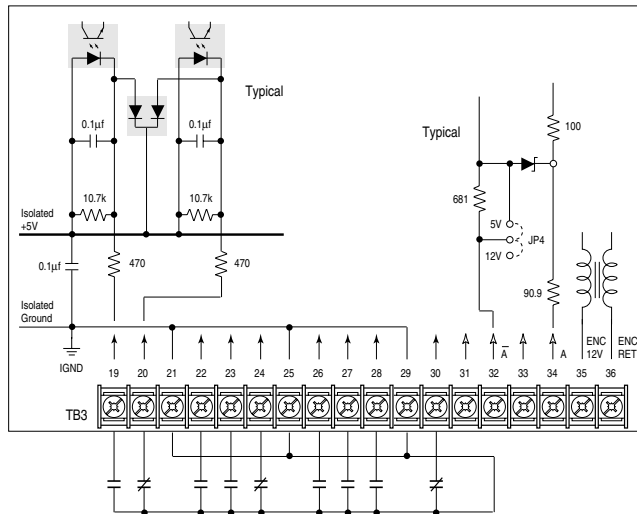 Typical
0.1µf
0.1µf
Typical
100
10.7k
10.7k
681
5V
JP4
12V
Isolated
+5V
0.1µf
470
470
90.9
Isolated
Ground
IGND
A
A
ENC
12V
ENC
RET
19 20 21 22 23 24 25 26 27 28 29 30 31 32 33 34 35 36
TB3